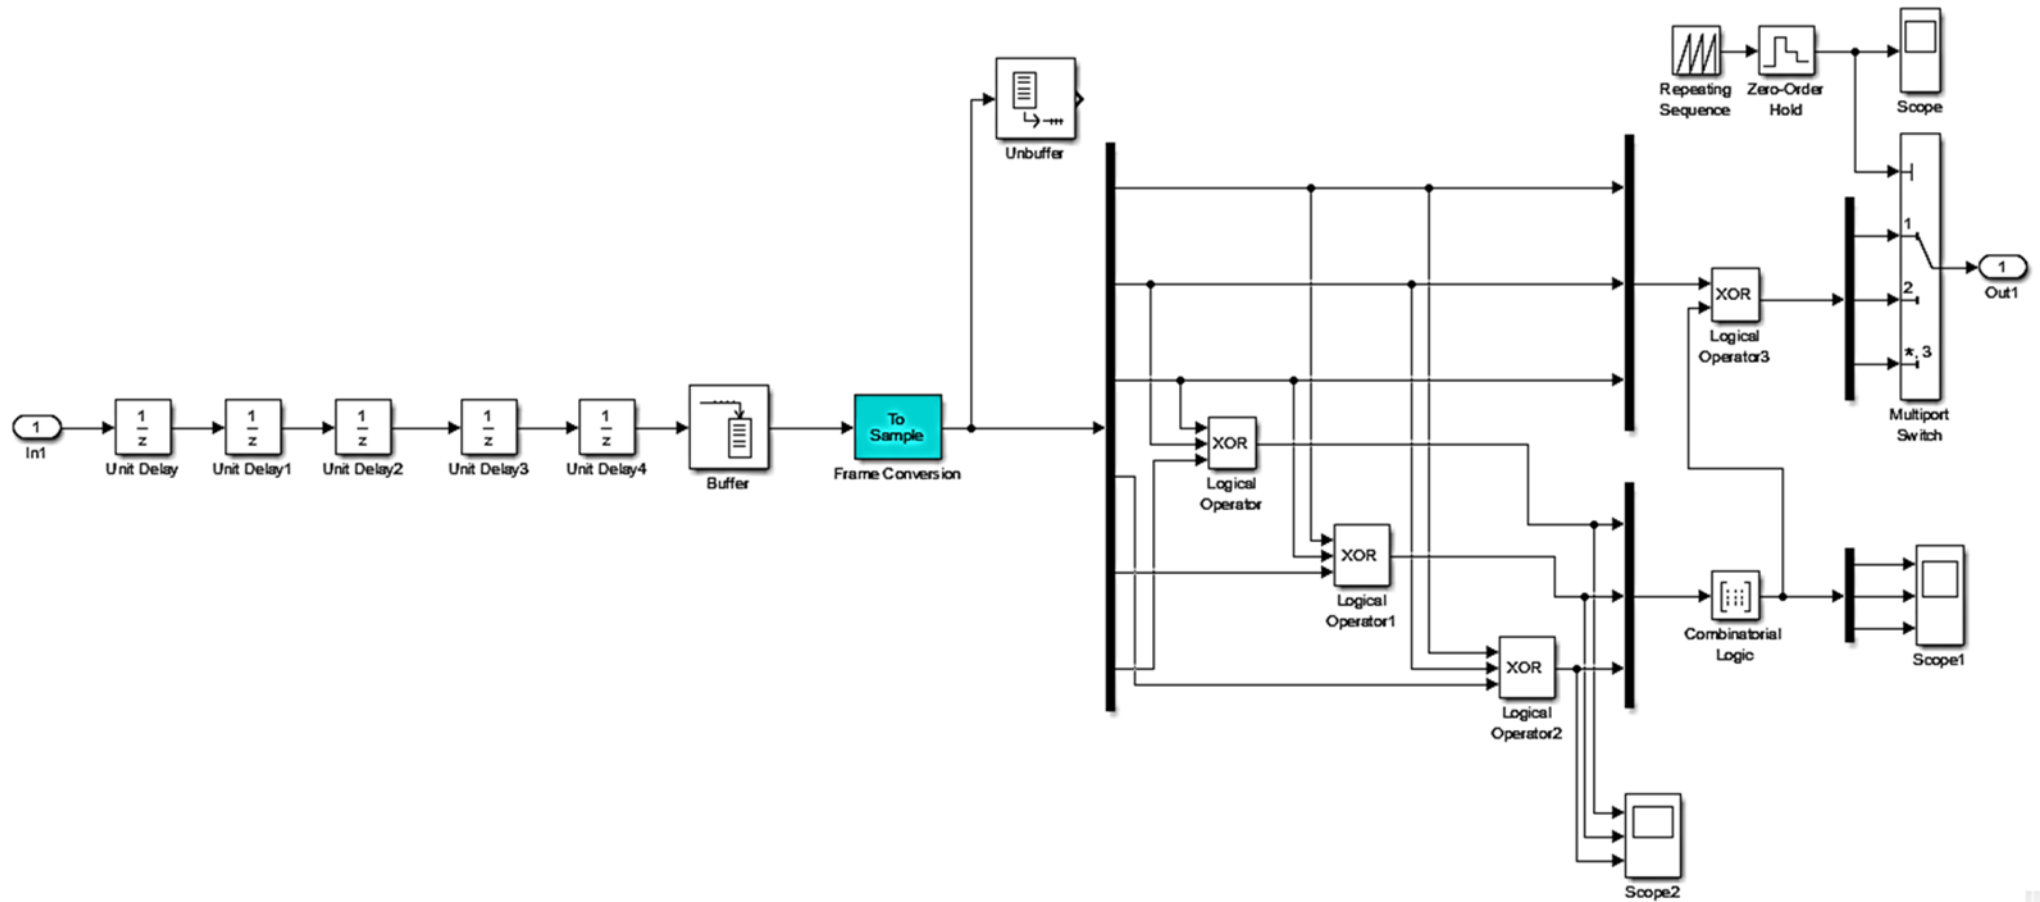 1
In1
1
z
Unit Delay
1
z
Unit Delay1
1
z
Unit Delay2
1
z
Unit Delay3
1
z
Unit Delay4
Buffer
To
Sample
Frame Conversion
Unbuffer
XOR
Logical
Operator
XOR
Logical
Operator1
XOR
Logical
Operator2
Repeating
Sequence
Zero-Order
Hold
Scope
XOR
Logical
Operator3
1
2
*, 3
Multiport
Switch
1
Out1
Combinatorial
Logic
Scope1
Scope2